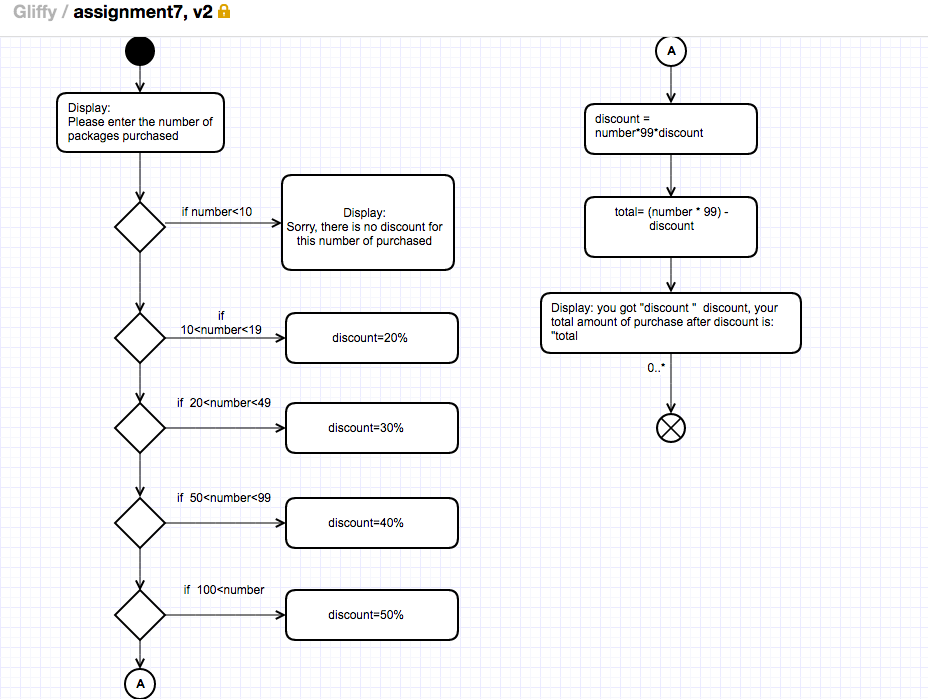 Gliffy / assignment7, v2
Display:
Please enter the number of
packages purchased
if number<10
Display:
Sorry, there is no discount for
this number of purchased
if
10<number<19
discount=20%
if 20<number<49
discount=30%
if 50<number<99
discount=40%
if 100<number
discount=50%
A
A
discount =
number*99*discount
total= (number * 99) -
discount
Display: you got "discount " discount, your
total amount of purchase after discount is:
"total
0..*